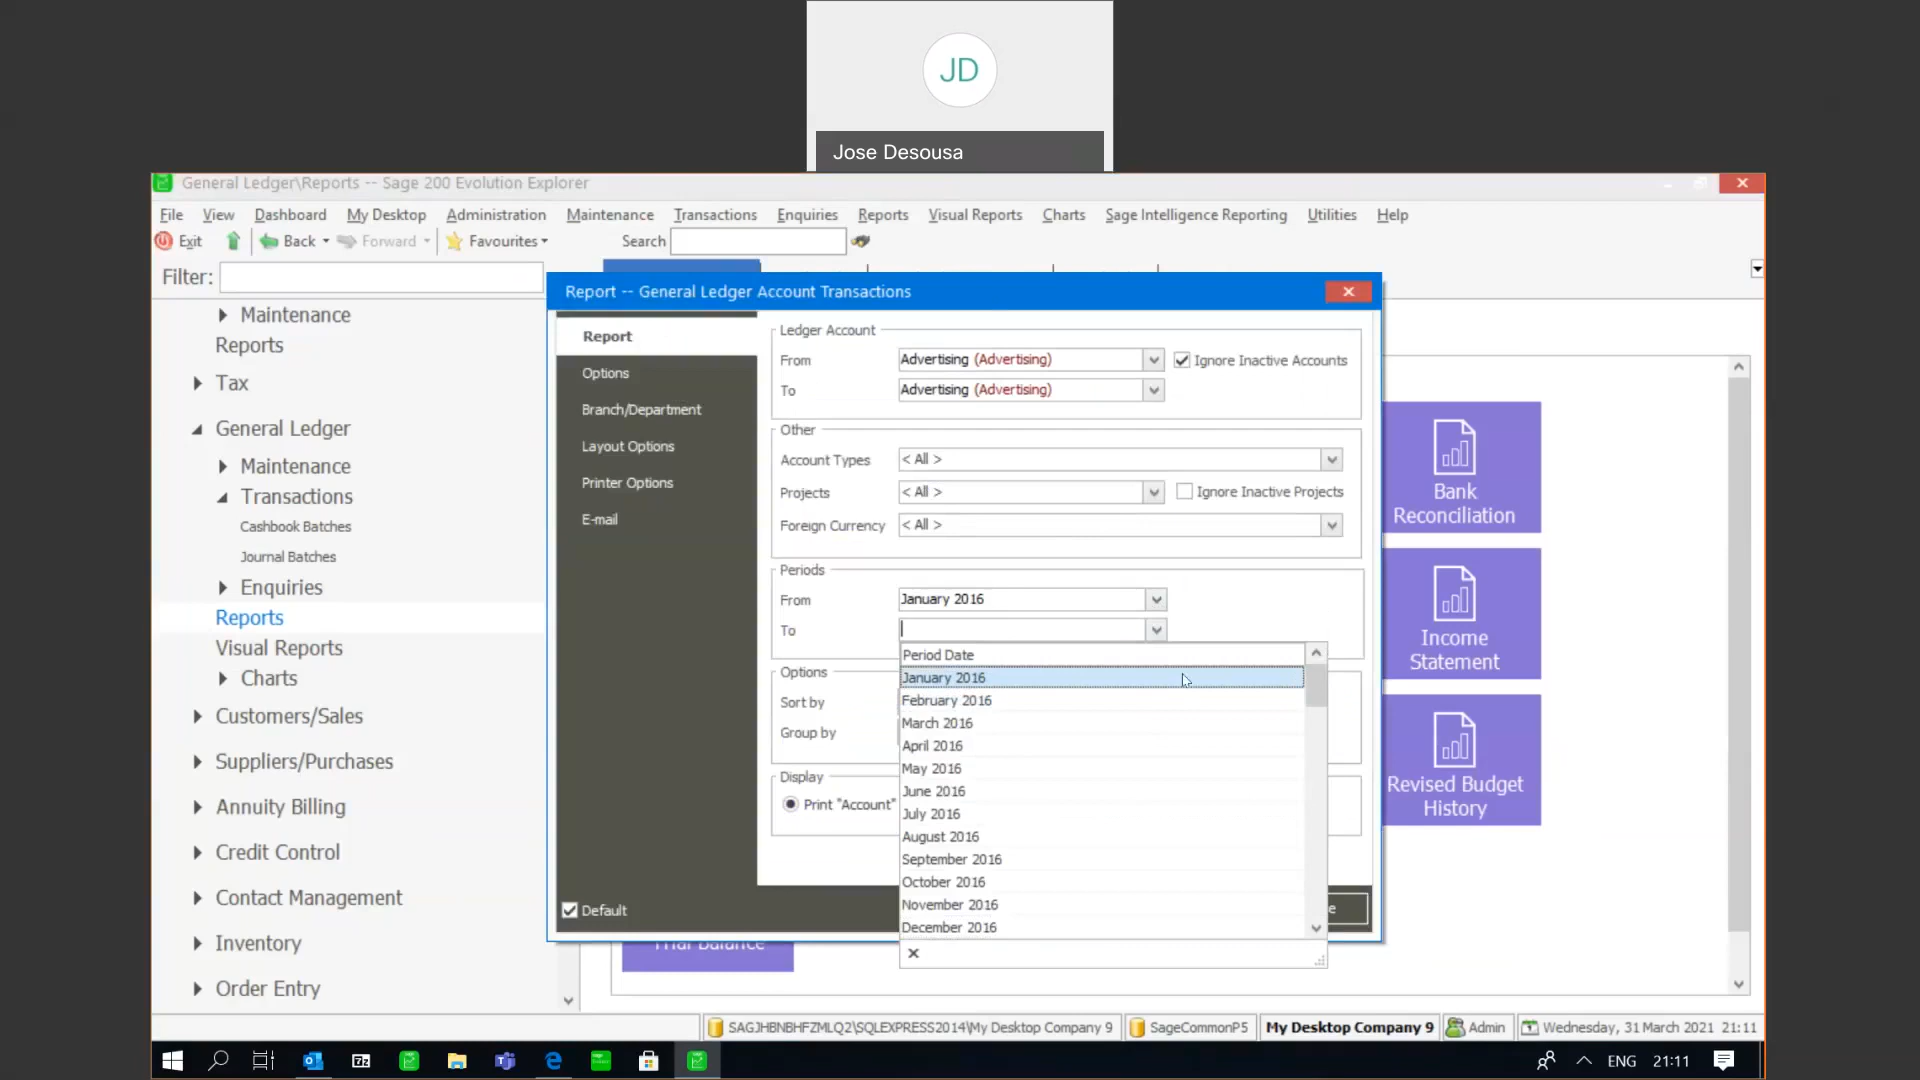 JD
Jose Desousa
General Ledger\Reports -- Sage 200 Evolution Explorer
File View Dashboard My Desktop Administration Maintenance Transactions Enquiries Reports Visual Reports Charts Sage Intelligence Reporting Utilities Help
Exit Back Forward Favourites Search
Filter:
Maintenance
Reports
Tax
General Ledger
Maintenance
Transactions
Cashbook Batches
Journal Batches
Enquiries
Reports
Visual Reports
Charts
Customers/Sales
Suppliers/Purchases
Annuity Billing
Credit Control
Contact Management
Inventory
Order Entry
Report -- General Ledger Account Transactions
Report
Options
Branch/Department
Layout Options
Printer Options
E-mail
Default
Ledger Account
From Advertising (Advertising) Ignore Inactive Accounts
To Advertising (Advertising)
Other
Account Types < All >
Projects < All > Ignore Inactive Projects
Foreign Currency < All >
Periods
From January 2016
To
Period Date
January 2016
February 2016
March 2016
April 2016
May 2016
June 2016
July 2016
August 2016
September 2016
October 2016
November 2016
December 2016
Options
Sort by
Group by
Display
Print "Account"
Bank
Reconciliation
Income
Statement
Revised Budget
History
Trial Balance
SAGJHBNBHFZMLQ2\SQLEXPRESS2014\My Desktop Company 9 SageCommonP5 My Desktop Company 9 Admin Wednesday, 31 March 2021 21:11
ENG 21:11